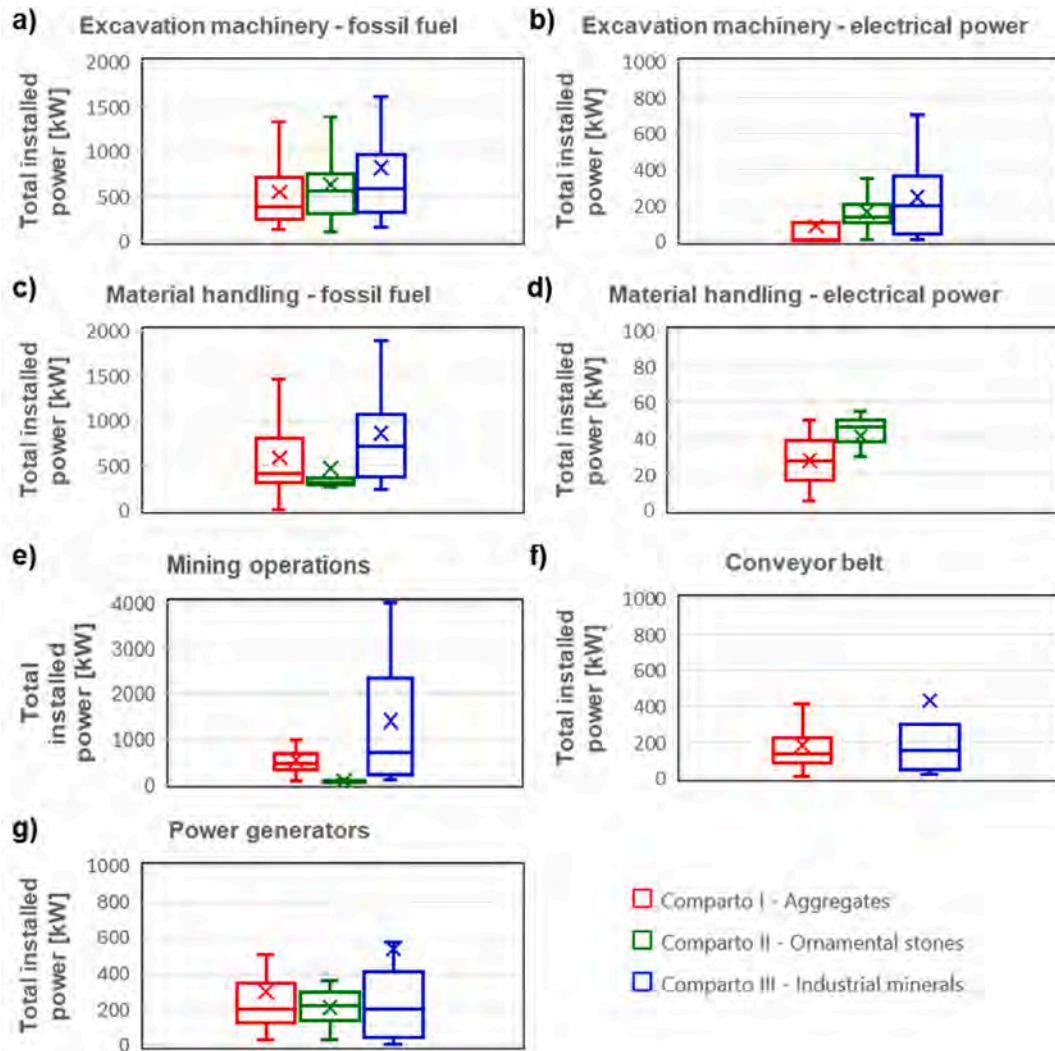 a) Excavation machinery - fossil fuel
Total installed
power [kW]
2000
1500
1000
500
0
b) Excavation machinery - electrical power
Total installed
power [kW]
1000
800
600
400
200
0
c) Material handling - fossil fuel
Total installed
power [kW]
2000
1500
1000
500
0
d) Material handling - electrical power
Total installed
power [kW]
100
80
60
40
20
0
e) Mining operations
Total
installed
power [kW]
4000
3000
2000
1000
0
f) Conveyor belt
Total installed
power [kW]
1000
800
600
400
200
0
g) Power generators
Total installed
power [kW]
1000
800
600
400
200
0
Comparto I - Aggregates
Comparto II - Ornamental stones
Comparto III - Industrial minerals